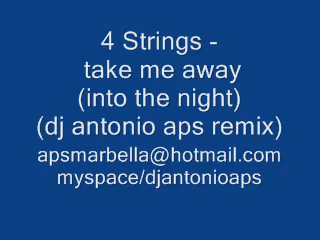 4 Strings -
take me away
(into the night)
(dj antonio aps remix)
apsmarbella@hotmail.com
myspace/djantonioaps